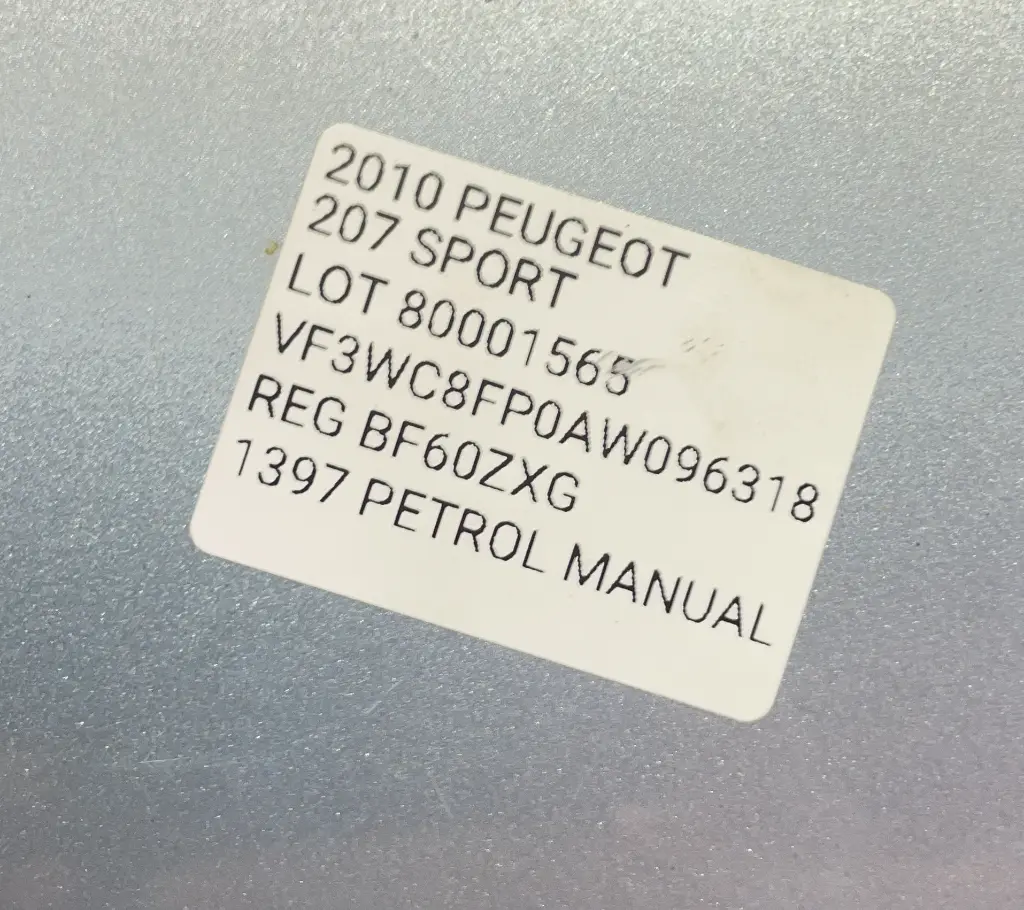 2010 PEUGEOT
207 SPORT
LOT 80001565
VF3WC8FP0AW096318
REG BF60ZXG
1397 PETROL MANUAL